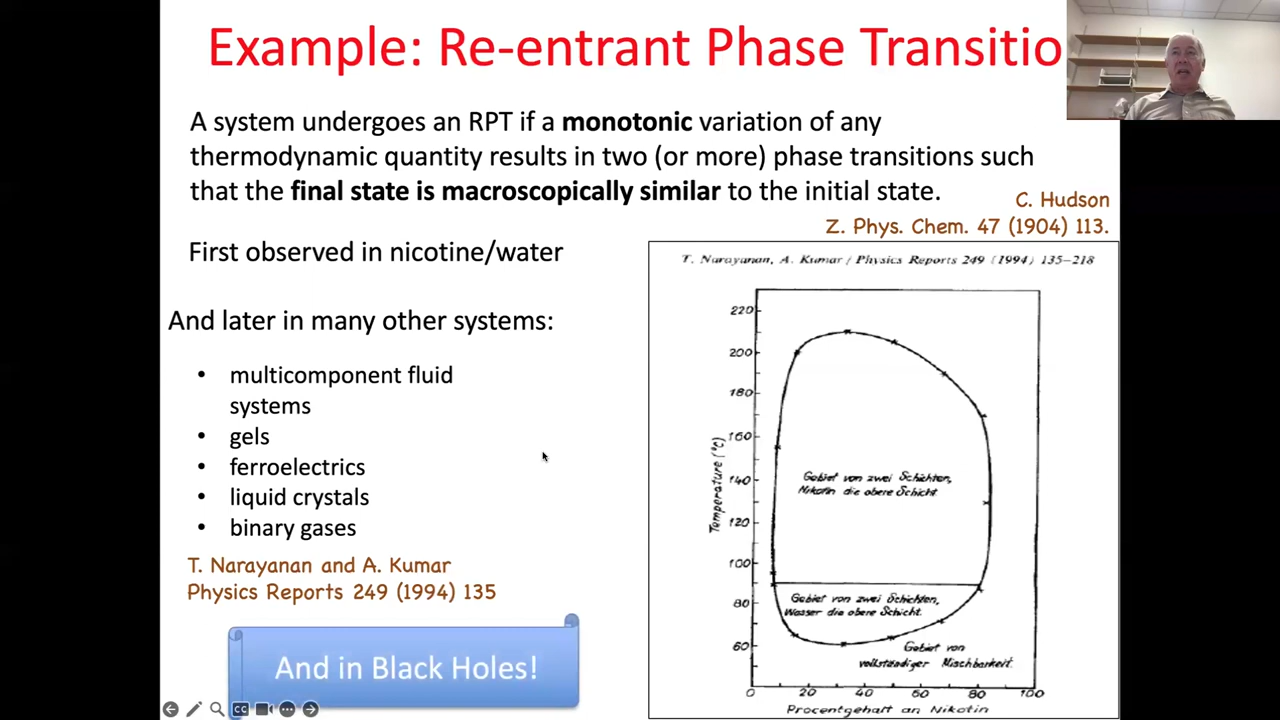 Example: Re-entrant Phase Transitio
A system undergoes an RPT if a monotonic variation of any
thermodynamic quantity results in two (or more) phase transitions such
that the final state is macroscopically similar to the initial state.
C. Hudson
Z. Phys. Chem. 47 (1904) 113.
First observed in nicotine/water
And later in many other systems:
• multicomponent fluid
systems
• gels
• ferroelectrics
• liquid crystals
• binary gases
T. Narayanan and A. Kumar
Physics Reports 249 (1994) 135
And in Black Holes!
T. Narayanan, A. Kumar / Physics Reports 249 (1994) 135–218
Temperature (°C)
220
200
180
160
140
120
100
80
60
Gebiet von zwei Schichten,
Nikotin die obere Schicht
Gebiet von zwei Schichten,
Wasser die obere Schicht.
Gebiet von
vollständiger Mischbarkeit.
0 20 40 60 80 100
Procentgehalt an Nikotin
CC